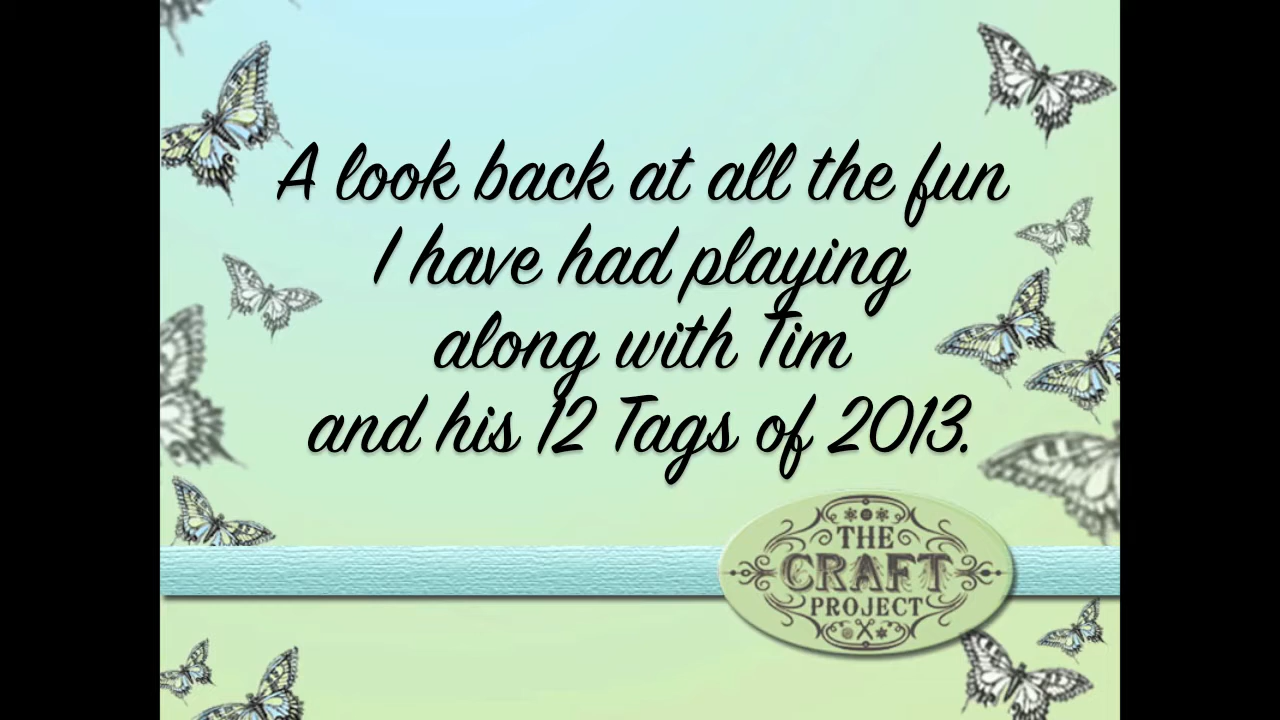 A look back at all the fun
I have had playing
along with Tim
and his 12 Tags of 2013.
THE
CRAFT
PROJECT